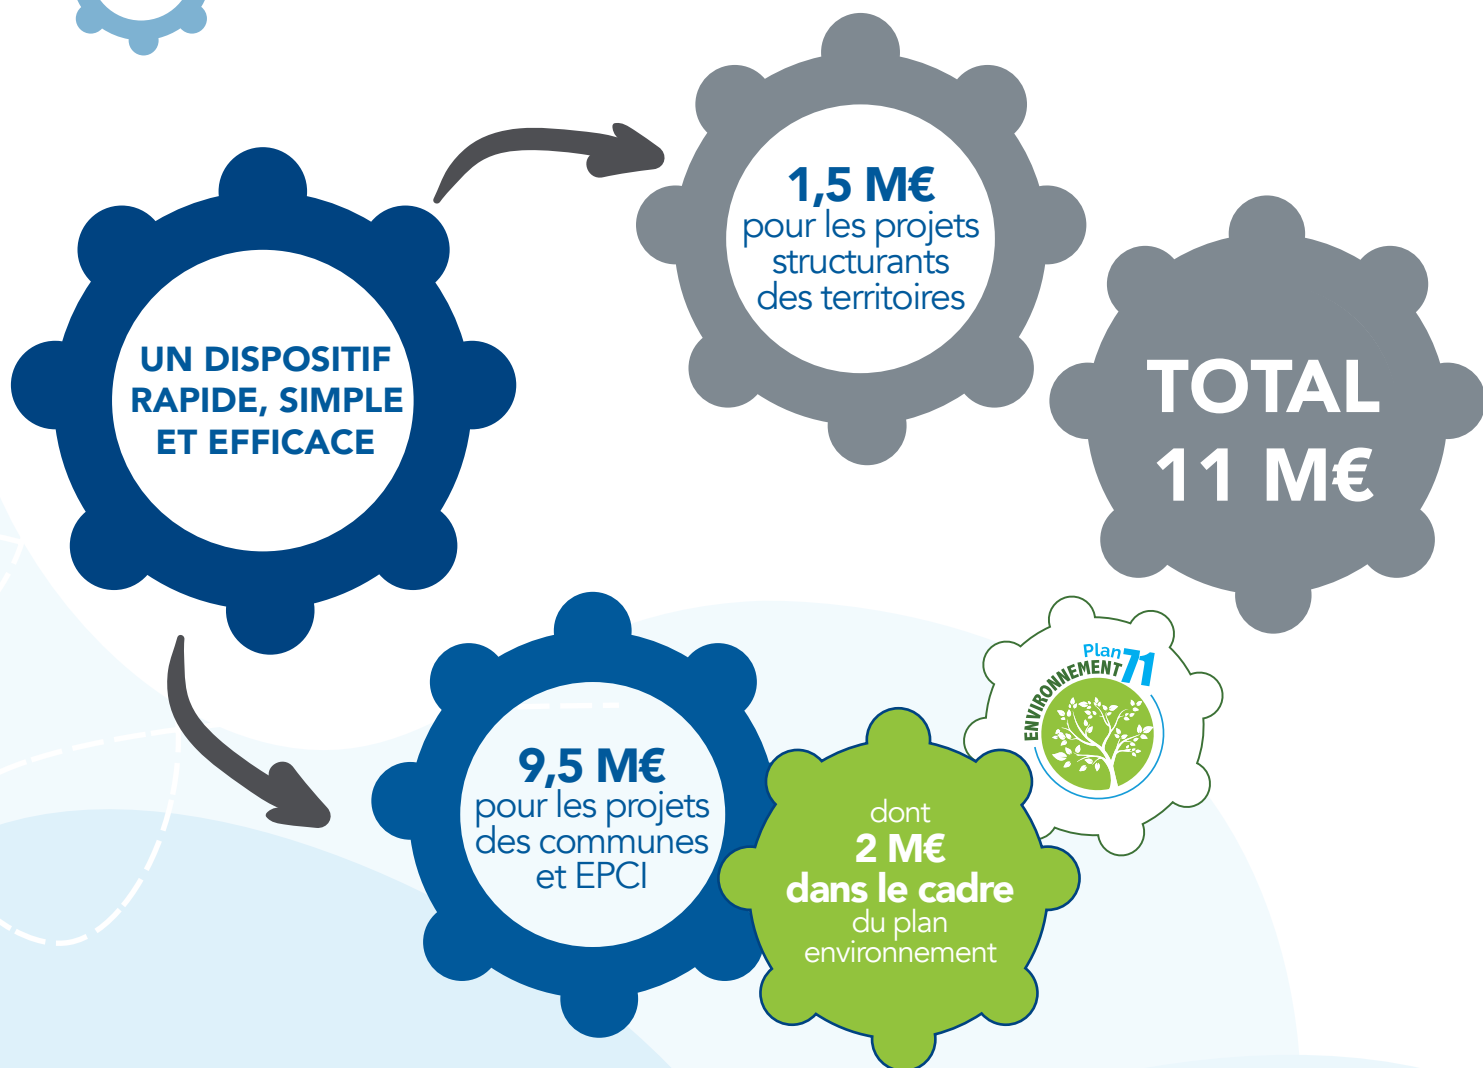 UN DISPOSITIF
RAPIDE, SIMPLE
ET EFFICACE
1,5 M€
pour les projets
structurants
des territoires
TOTAL
11 M€
9,5 M€
pour les projets
des communes
et EPCI
dont
2 M€
dans le cadre
du plan
environnement
Plan 71
ENVIRONNEMENT